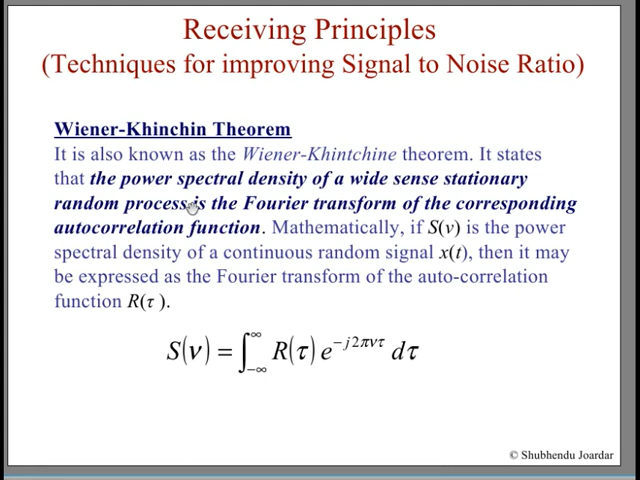 Receiving Principles
(Techniques for improving Signal to Noise Ratio)
Wiener-Khinchin Theorem
It is also known as the Wiener-Khintchine theorem. It states
that the power spectral density of a wide sense stationary
random process is the Fourier transform of the corresponding
autocorrelation function. Mathematically, if S(ν) is the power
spectral density of a continuous random signal x(t), then it may
be expressed as the Fourier transform of the auto-correlation
function R(τ ).
S(ν) = ∫_{−∞}^{∞} R(τ) e^{−j2πντ} dτ
© Shubhendu Joardar